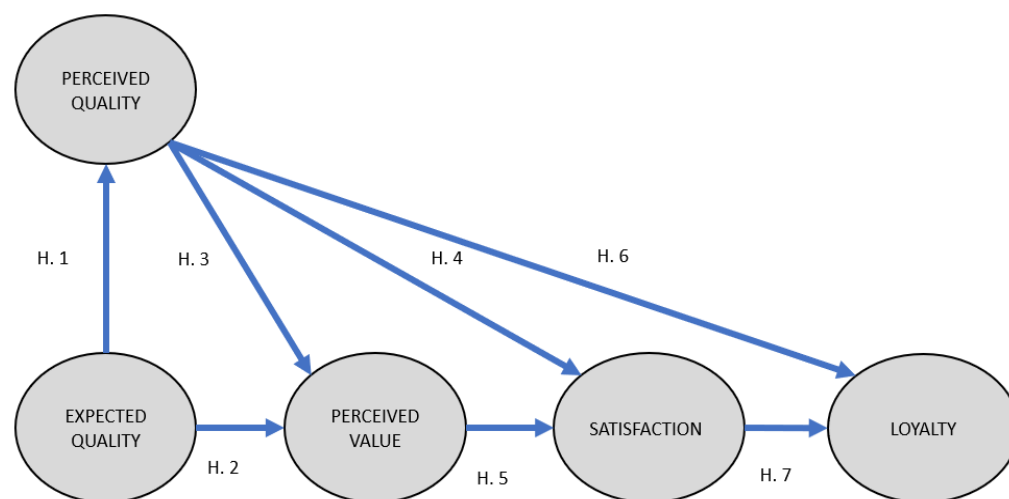 PERCEIVED
QUALITY
H. 1
H. 3
H. 4
H. 6
EXPECTED
QUALITY
PERCEIVED
VALUE
SATISFACTION
LOYALTY
H. 2
H. 5
H. 7